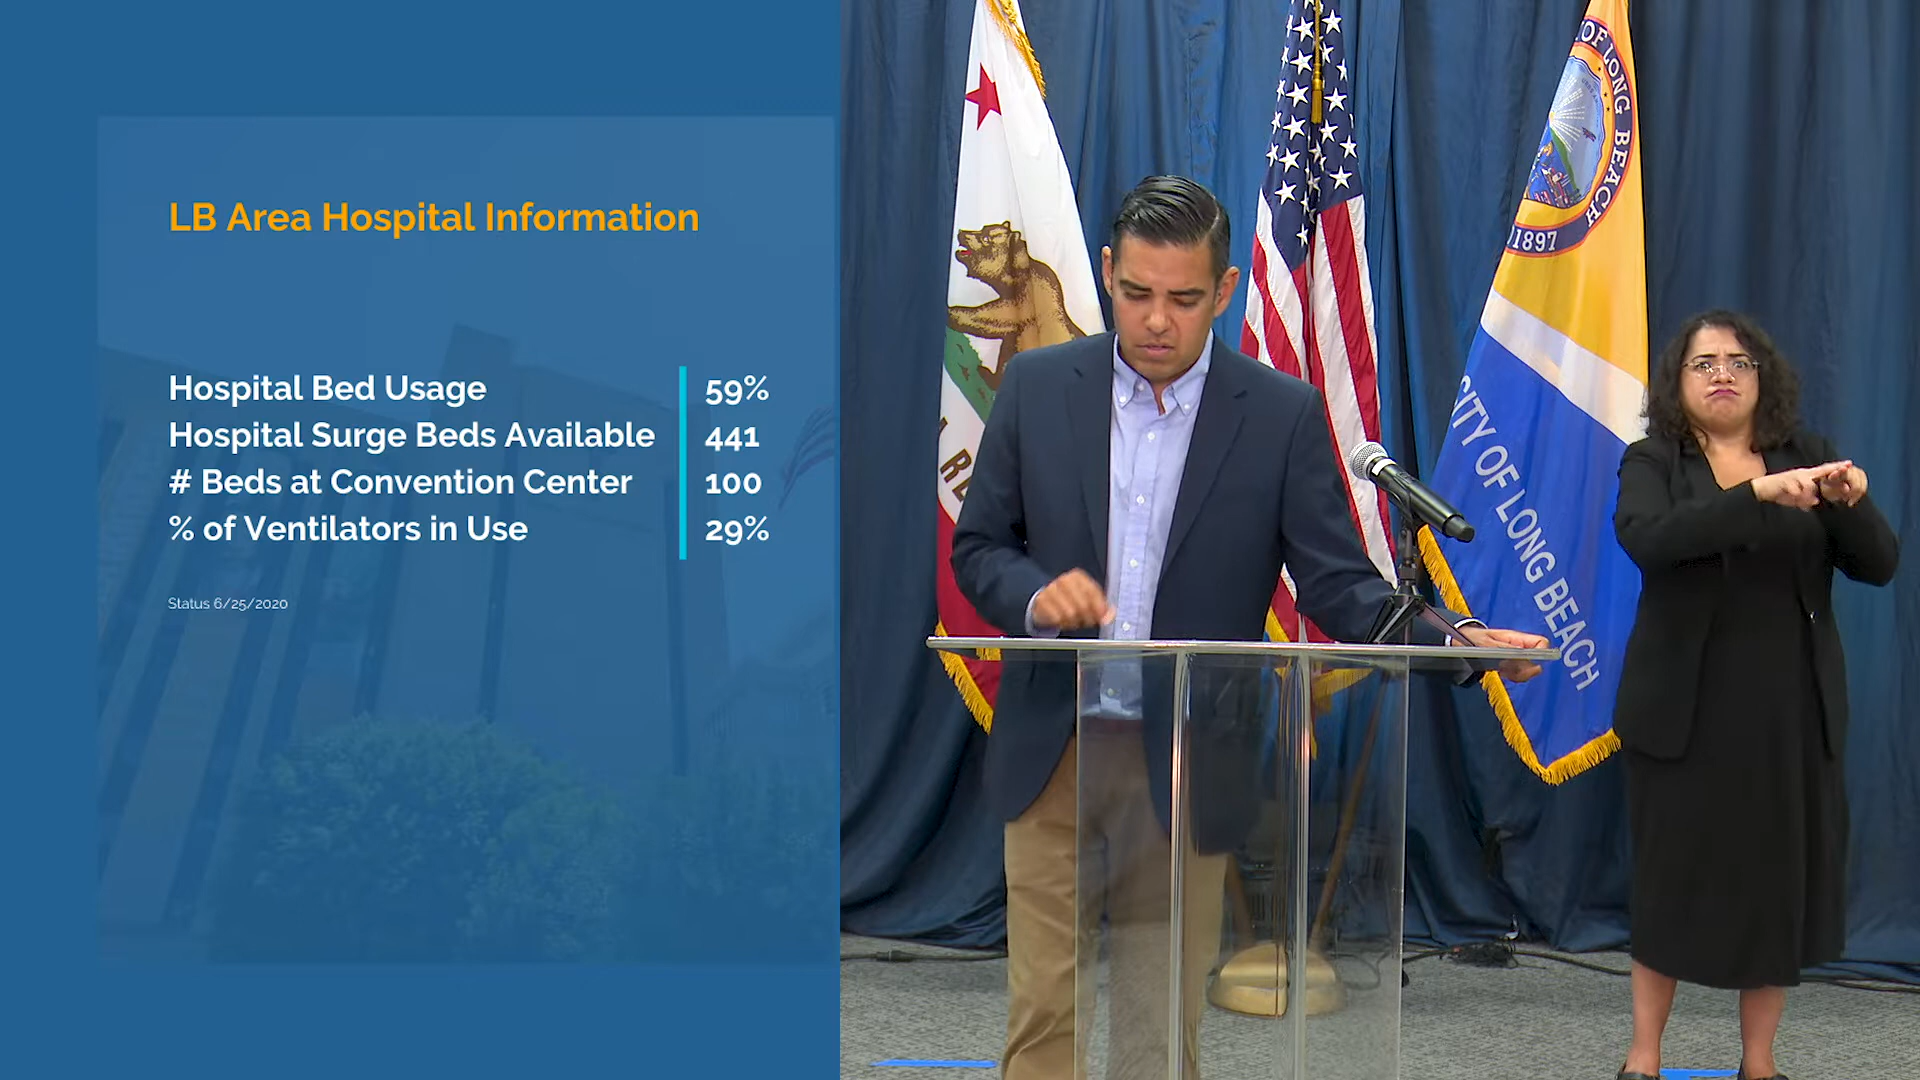 LB Area Hospital Information
Hospital Bed Usage 59%
Hospital Surge Beds Available 441
# Beds at Convention Center 100
% of Ventilators in Use 29%
Status 6/25/2020
OF LONG BEACH
1897
CITY OF LONG BEACH